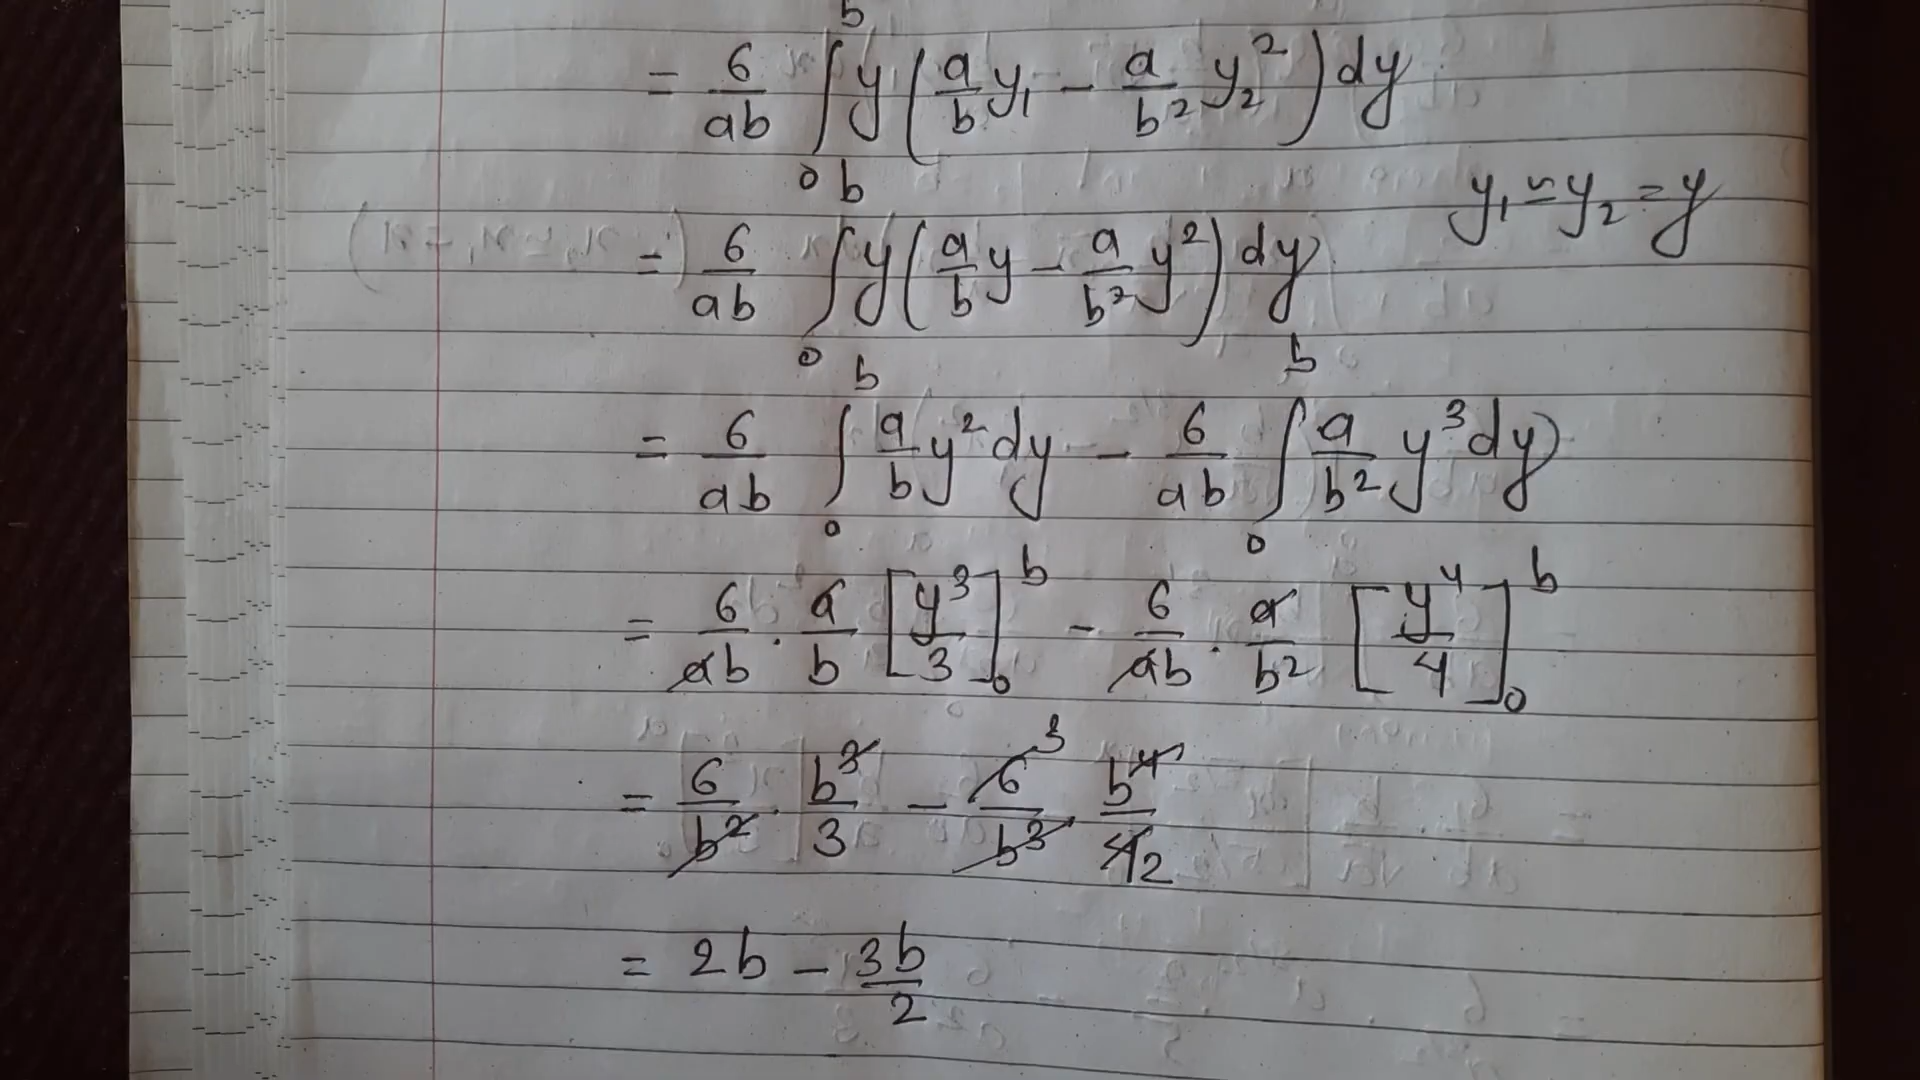 = 6/ab ∫₀ᵇ y (a/b y₁ - a/b² y₂²) dy
y₁ ≃ y₂ = y
= 6/ab ∫₀ᵇ y (a/b y - a/b² y²) dy
= 6/ab ∫₀ᵇ a/b y² dy - 6/ab ∫₀ᵇ a/b² y³ dy
= 6/ab · a/b [y³/3]₀ᵇ - 6/ab · a/b² [y⁴/4]₀ᵇ
= 6/b² · b³/3 - 6/b³ 3 b⁴/4 2
= 2b - 3b/2